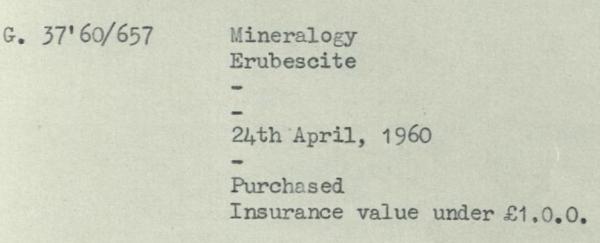 G. 37'60/657 Mineralogy
Erubescite
-
-
24th April, 1960
-
Purchased
Insurance value under £1.0.0.